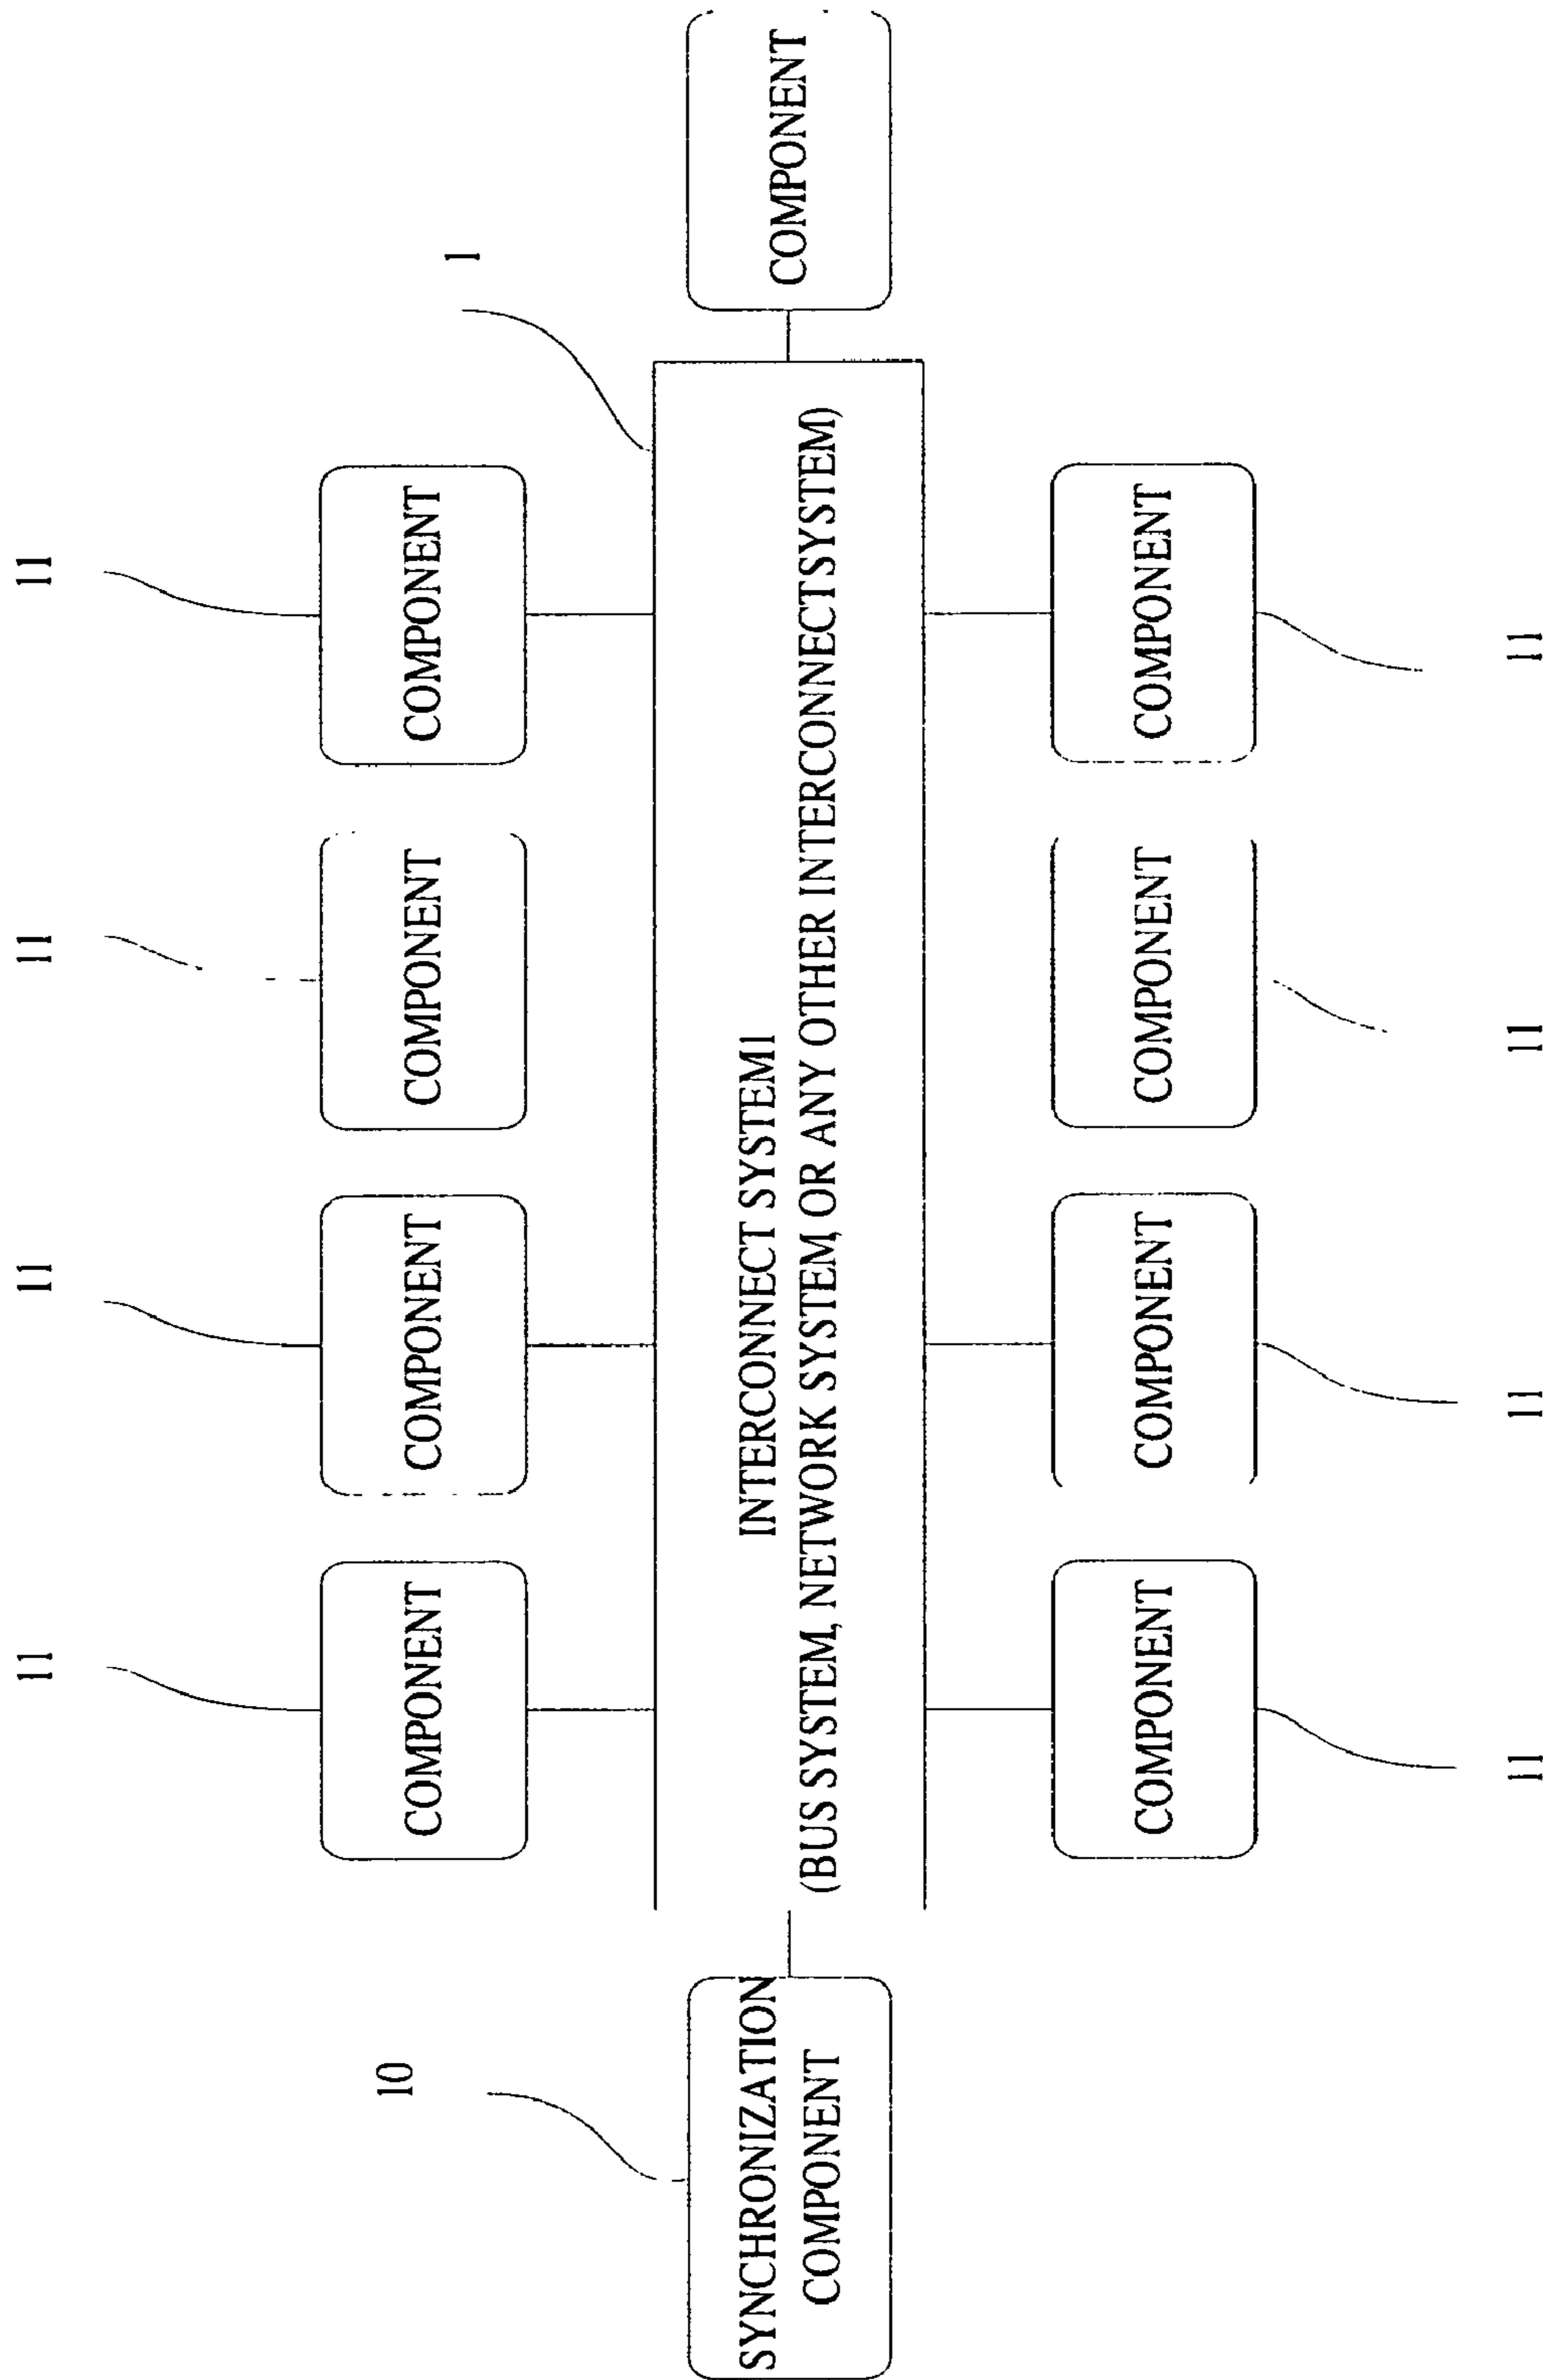 11
11
11
11
COMPONENT
COMPONENT
COMPONENT
COMPONENT
10
1
SYNCHRONIZATION
COMPONENT
INTERCONNECT SYSTEM1
(BUS SYSTEM, NETWORK SYSTEM, OR ANY OTHER INTERCONNECTSYSTEM)
COMPONENT
COMPONENT
COMPONENT
COMPONENT
COMPONENT
11
11
11
11